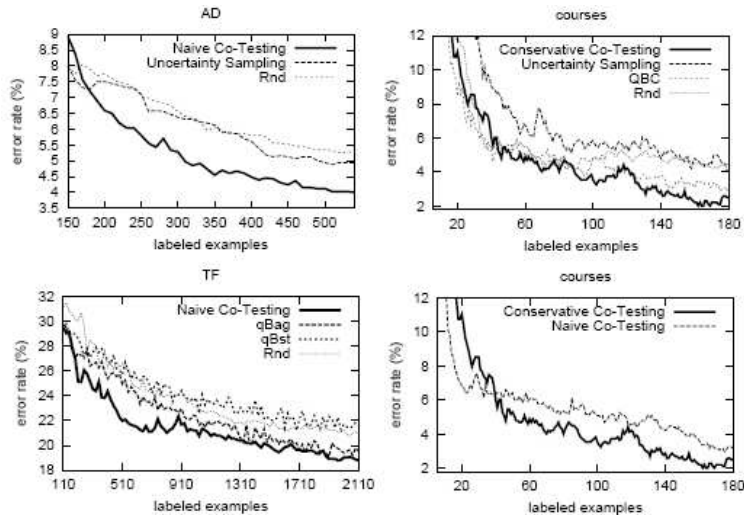 AD
error rate (%)
9
8.5
8
7.5
7
6.5
6
5.5
5
4.5
4
3.5
Naive Co-Testing
Uncertainty Sampling
Rnd
150 200 250 300 350 400 450 500
labeled examples
courses
error rate (%)
12
10
8
6
4
2
Conservative Co-Testing
Uncertainty Sampling
QBC
Rnd
20 60 100 140 180
labeled examples
TF
error rate (%)
32
30
28
26
24
22
20
18
Naive Co-Testing
qBag
qBst
Rnd
110 510 910 1310 1710 2110
labeled examples
courses
error rate (%)
12
10
8
6
4
2
Conservative Co-Testing
Naive Co-Testing
20 60 100 140 180
labeled examples